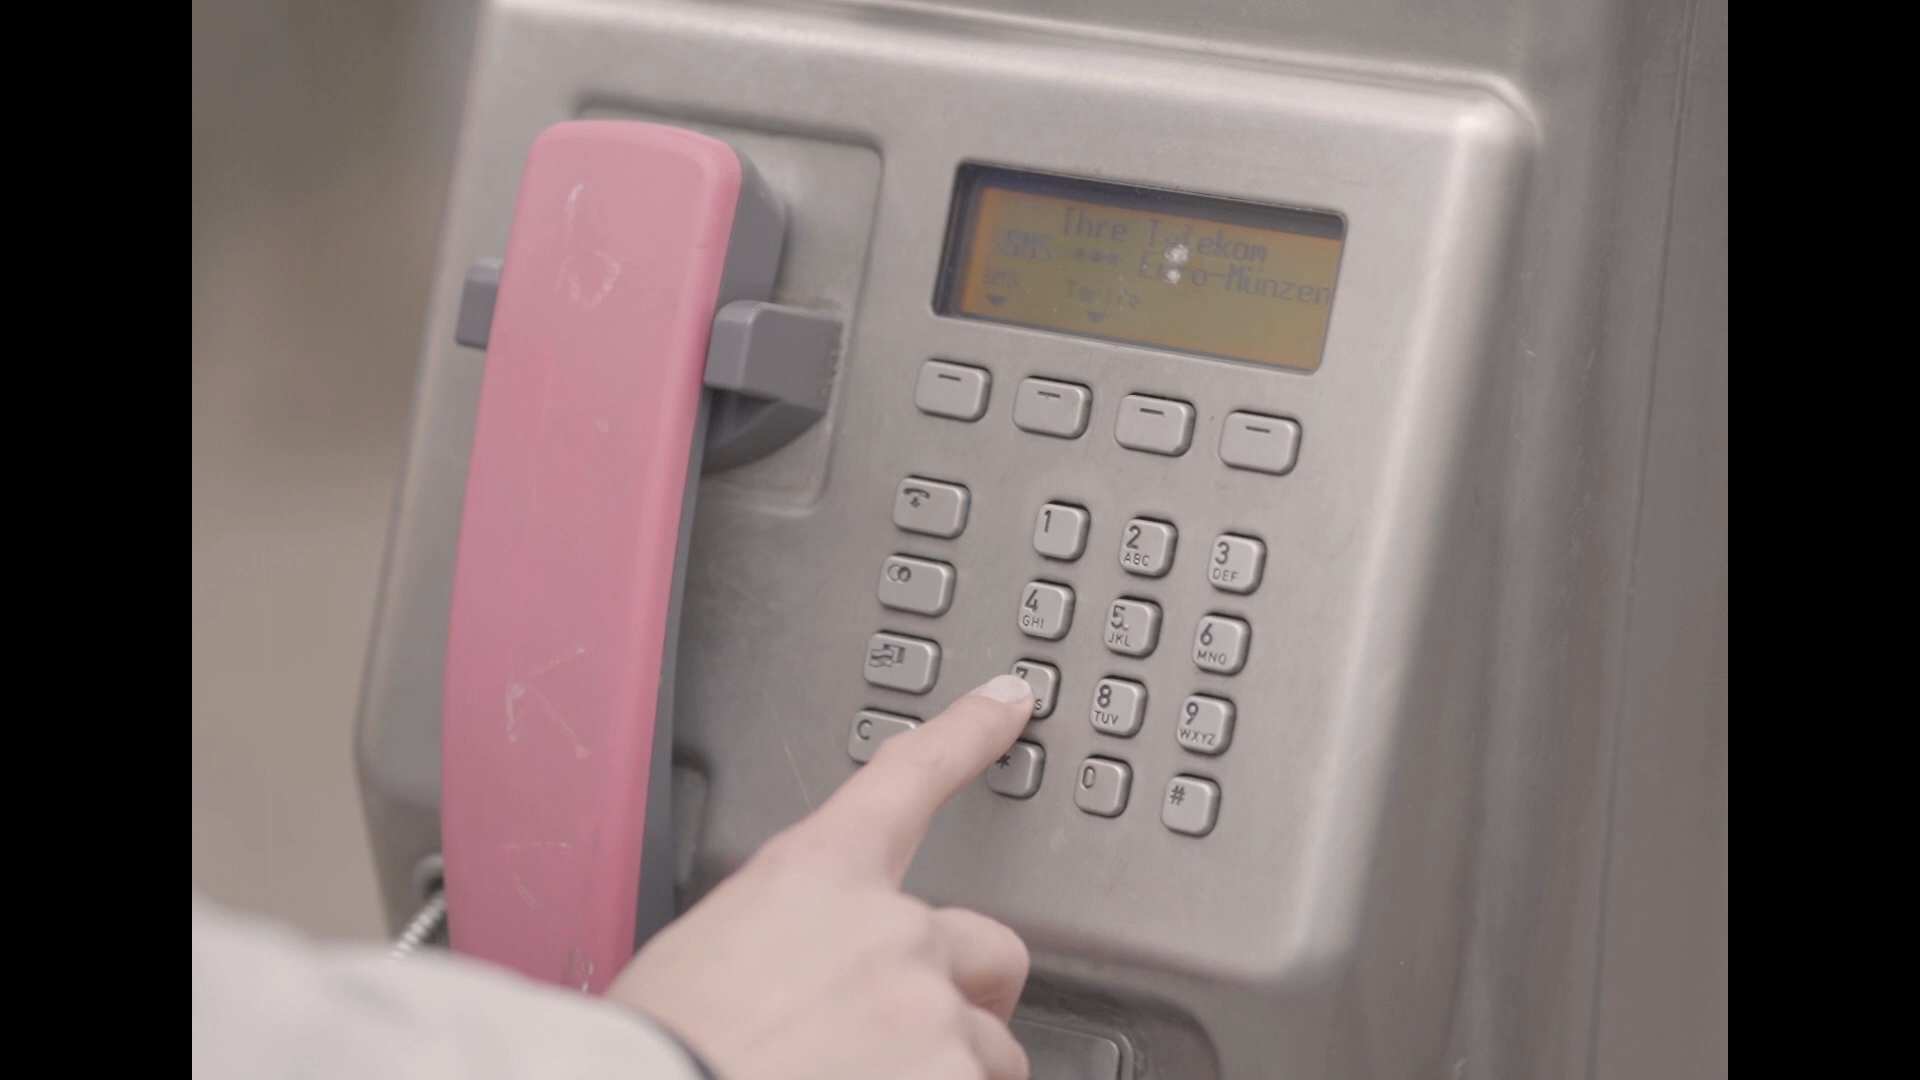 Ihre Telekom
SMS *** Euro-Münzen
Tarife
1
2
ABC
3
DEF
4
GHI
5
JKL
6
MNO
7
S
8
TUV
9
WXYZ
C
*
0
#